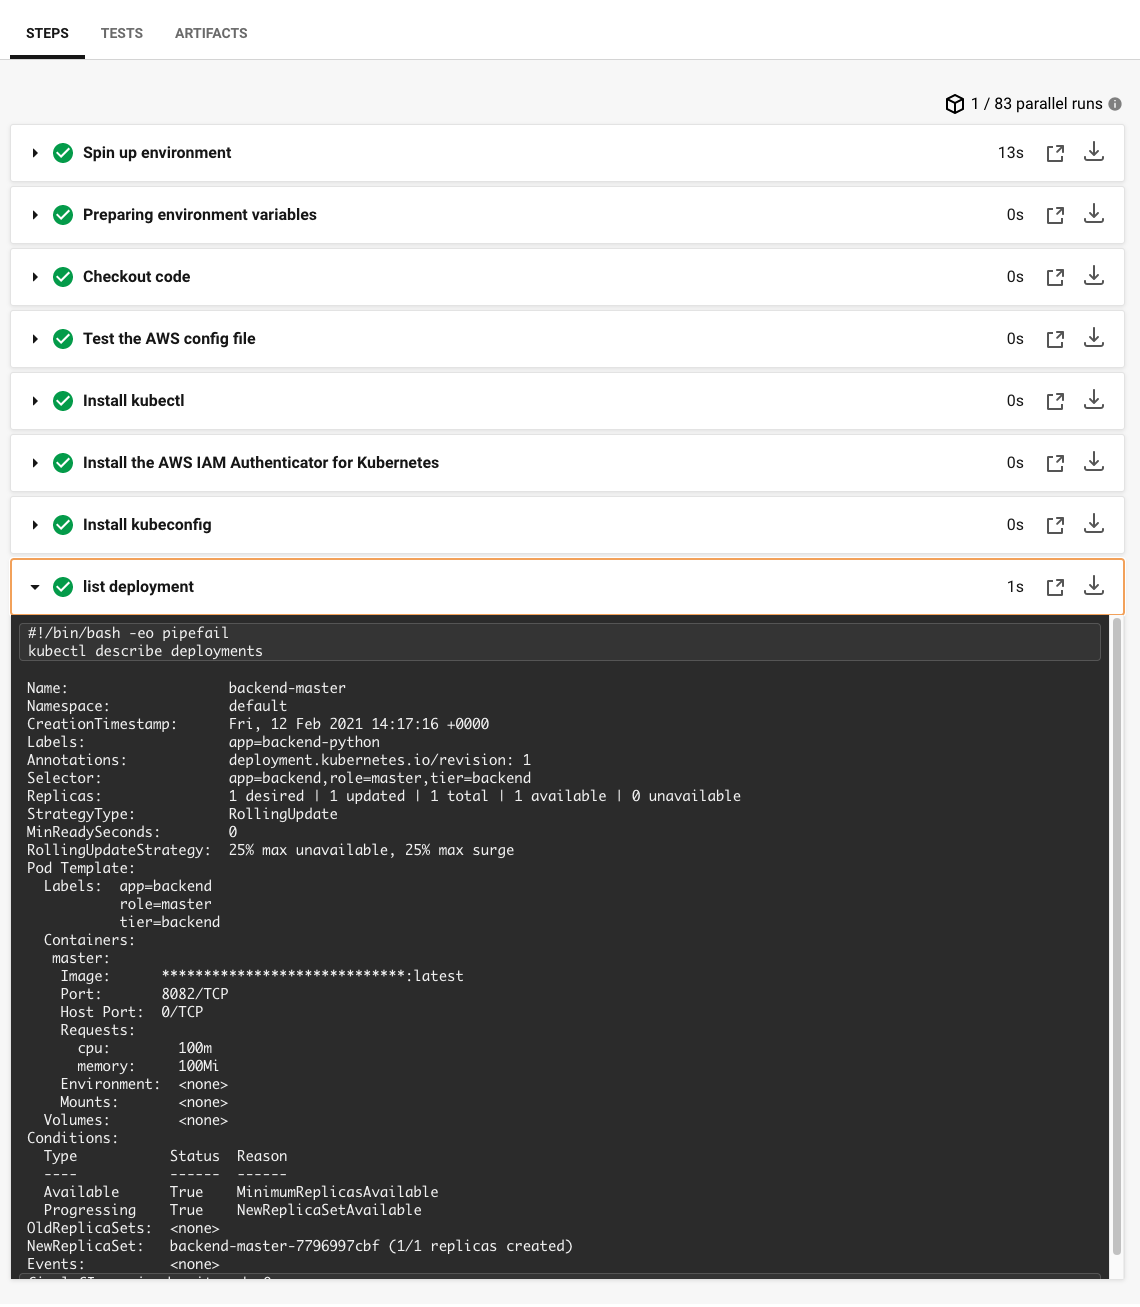 STEPS TESTS ARTIFACTS
1 / 83 parallel runs
Spin up environment 13s
Preparing environment variables 0s
Checkout code 0s
Test the AWS config file 0s
Install kubectl 0s
Install the AWS IAM Authenticator for Kubernetes 0s
Install kubeconfig 0s
list deployment 1s
#!/bin/bash -eo pipefail
kubectl describe deployments
Name:                   backend-master
Namespace:              default
CreationTimestamp:      Fri, 12 Feb 2021 14:17:16 +0000
Labels:                 app=backend-python
Annotations:            deployment.kubernetes.io/revision: 1
Selector:               app=backend,role=master,tier=backend
Replicas:               1 desired | 1 updated | 1 total | 1 available | 0 unavailable
StrategyType:           RollingUpdate
MinReadySeconds:        0
RollingUpdateStrategy:  25% max unavailable, 25% max surge
Pod Template:
  Labels:  app=backend
           role=master
           tier=backend
  Containers:
   master:
    Image:      *****************************:latest
    Port:       8082/TCP
    Host Port:  0/TCP
    Requests:
      cpu:        100m
      memory:     100Mi
    Environment:  <none>
    Mounts:       <none>
  Volumes:        <none>
Conditions:
  Type           Status  Reason
  ----           ------  ------
  Available      True    MinimumReplicasAvailable
  Progressing    True    NewReplicaSetAvailable
OldReplicaSets:  <none>
NewReplicaSet:   backend-master-7796997cbf (1/1 replicas created)
Events:          <none>